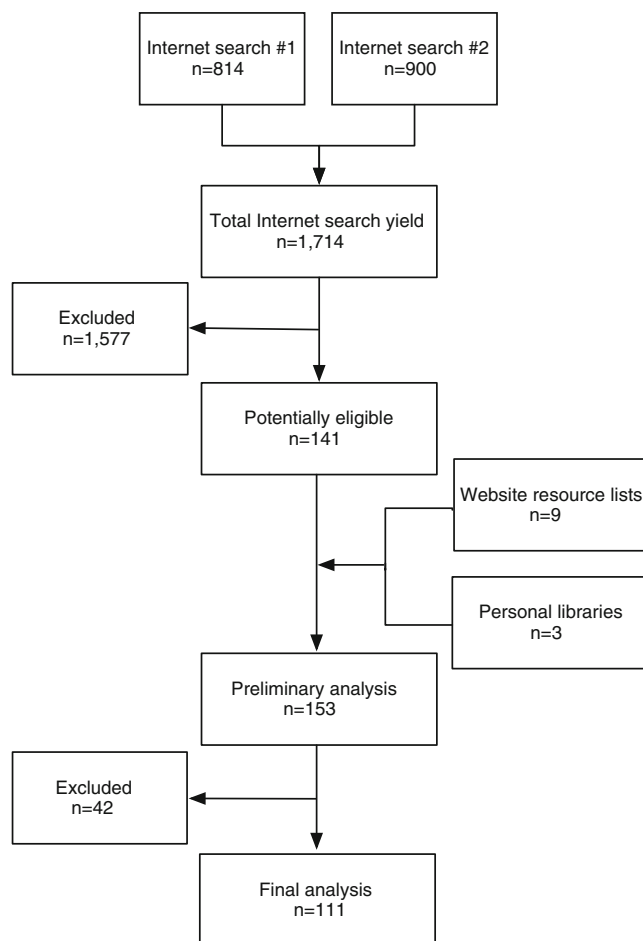 Internet search #1
n=814
Internet search #2
n=900
Total Internet search yield
n=1,714
Excluded
n=1,577
Potentially eligible
n=141
Website resource lists
n=9
Personal libraries
n=3
Preliminary analysis
n=153
Excluded
n=42
Final analysis
n=111